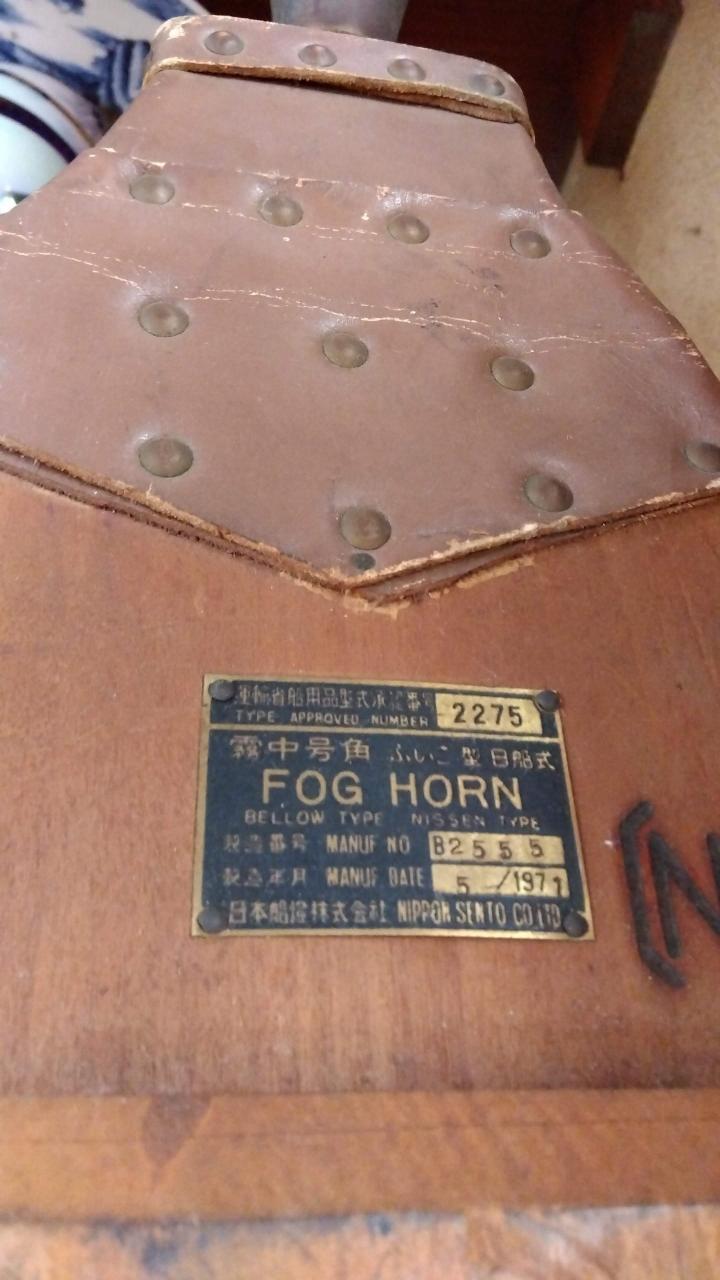 運輸省船用品型式承認番号
TYPE APPROVED NUMBER 2275
霧中号角 ふいご型 日船式
FOG HORN
BELLOW TYPE NISSEN TYPE
製造番号 MANUF NO B2555
製造年月 MANUF DATE 5/1971
日本船燈株式会社 NIPPON SENTO CO LTD
(N